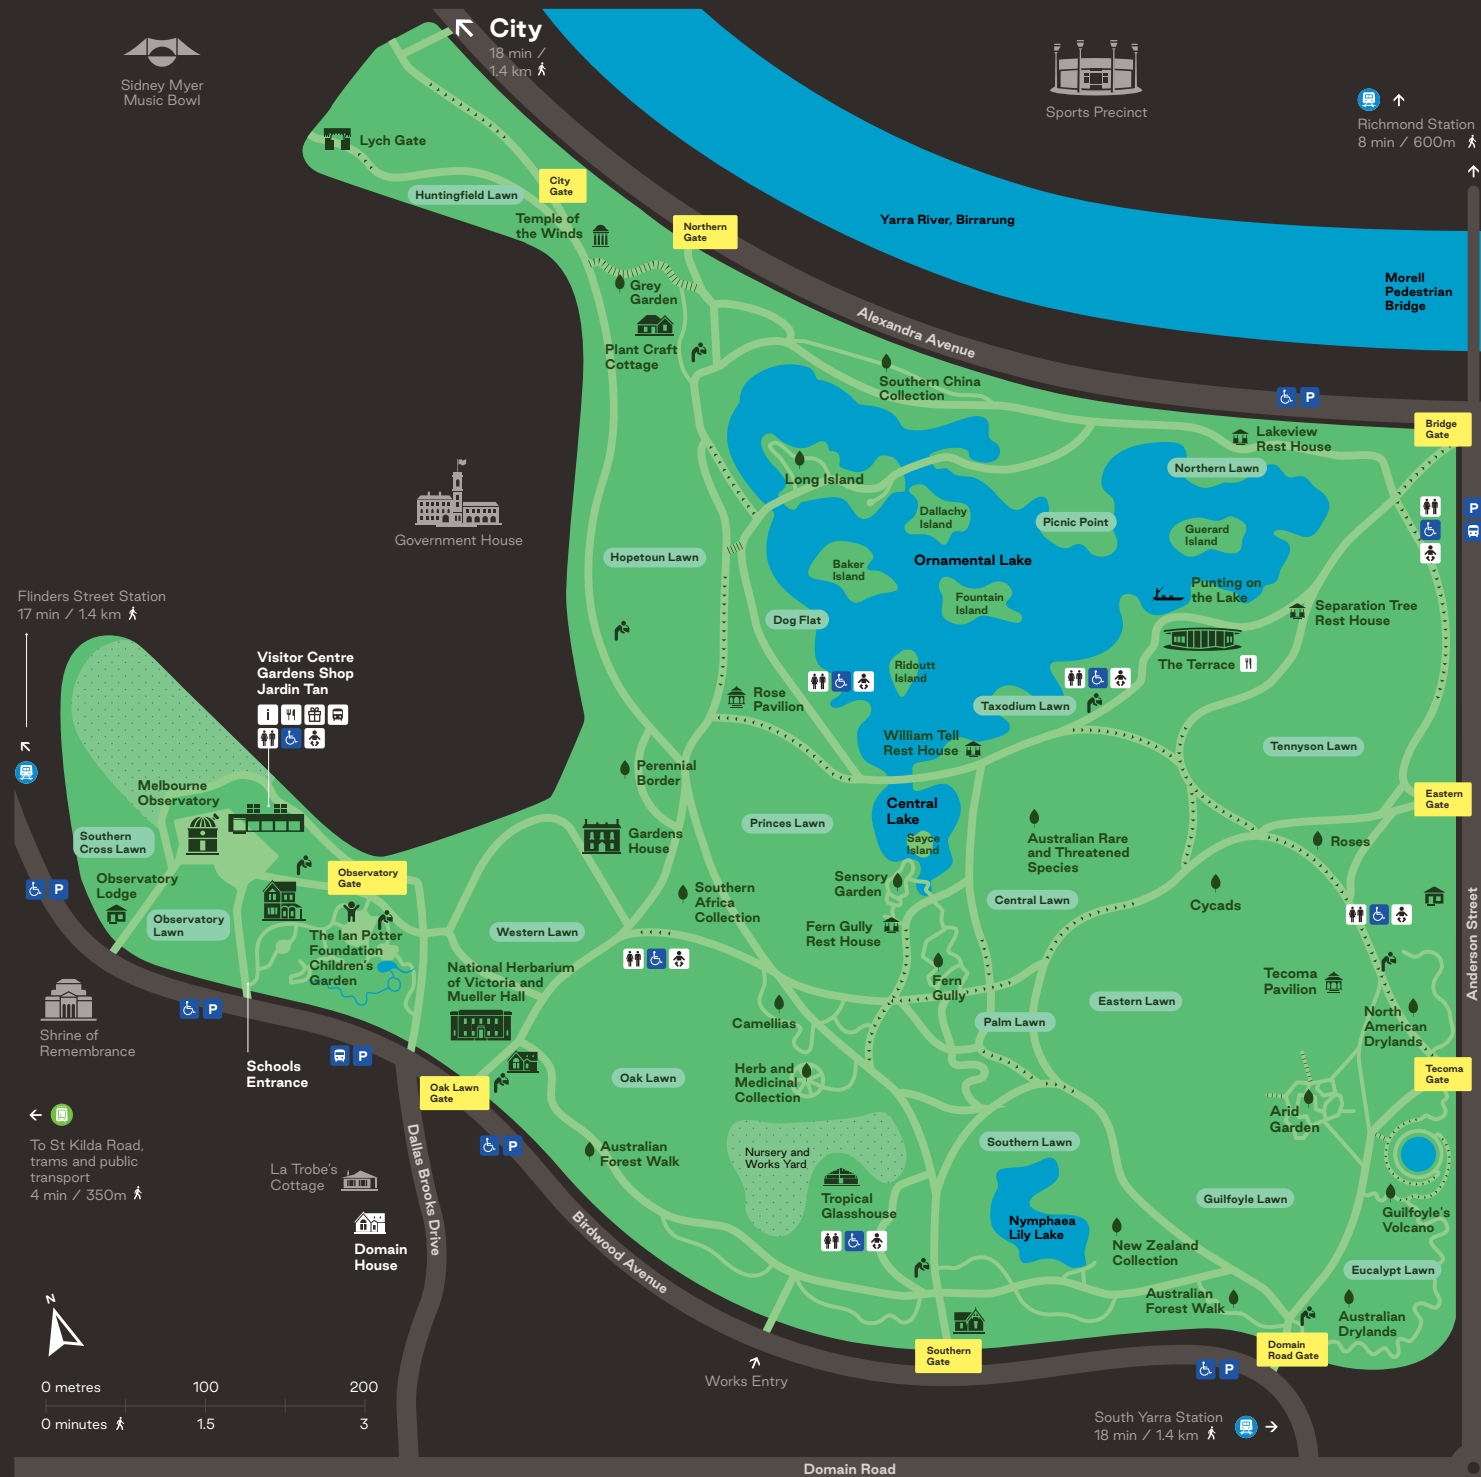 City
18 min /
1.4 km
Sidney Myer
Music Bowl
Sports Precinct
Richmond Station
8 min / 600m
Lych Gate
Huntingfield Lawn
City
Gate
Temple of
the Winds
Northern
Gate
Yarra River, Birrarung
Morell
Pedestrian
Bridge
Grey
Garden
Plant Craft
Cottage
Alexandra Avenue
Southern China
Collection
P
Bridge
Gate
Lakeview
Rest House
Northern Lawn
Long Island
Dallachy
Island
Picnic Point
Guerard
Island
P
Government House
Hopetoun Lawn
Ornamental Lake
Baker
Island
Fountain
Island
Punting on
the Lake
Separation Tree
Rest House
Dog Flat
Flinders Street Station
17 min / 1.4 km
Visitor Centre
Gardens Shop
Jardin Tan
i
Ridoutt
Island
The Terrace
Rose
Pavilion
Taxodium Lawn
William Tell
Rest House
Tennyson Lawn
Perennial
Border
Melbourne
Observatory
Central
Lake
Eastern
Gate
Southern
Cross Lawn
Princes Lawn
Sayce
Island
Gardens
House
Australian Rare
and Threatened
Species
Roses
Observatory
Lodge
P
Observatory
Gate
Sensory
Garden
Southern
Africa
Collection
Cycads
Central Lawn
Observatory
Lawn
Western Lawn
Fern Gully
Rest House
The Ian Potter
Foundation
Children's
Garden
National Herbarium
of Victoria and
Mueller Hall
Fern
Gully
Tecoma
Pavilion
Anderson Street
Eastern Lawn
P
Camellias
Palm Lawn
North
American
Drylands
Shrine of
Remembrance
P
Schools
Entrance
Oak Lawn
Herb and
Medicinal
Collection
Tecoma
Gate
Oak Lawn
Gate
Arid
Garden
To St Kilda Road,
trams and public
transport
4 min / 350m
P
Australian
Forest Walk
Nursery and
Works Yard
Southern Lawn
La Trobe's
Cottage
Dallas Brooks Drive
Tropical
Glasshouse
Guilfoyle Lawn
Guilfoyle's
Volcano
Domain
House
Birdwood Avenue
Nymphaea
Lily Lake
New Zealand
Collection
Eucalypt Lawn
Australian
Forest Walk
Australian
Drylands
N
Southern
Gate
Domain
Road Gate
Works Entry
P
0 metres
100
200
0 minutes
1.5
3
South Yarra Station
18 min / 1.4 km
Domain Road